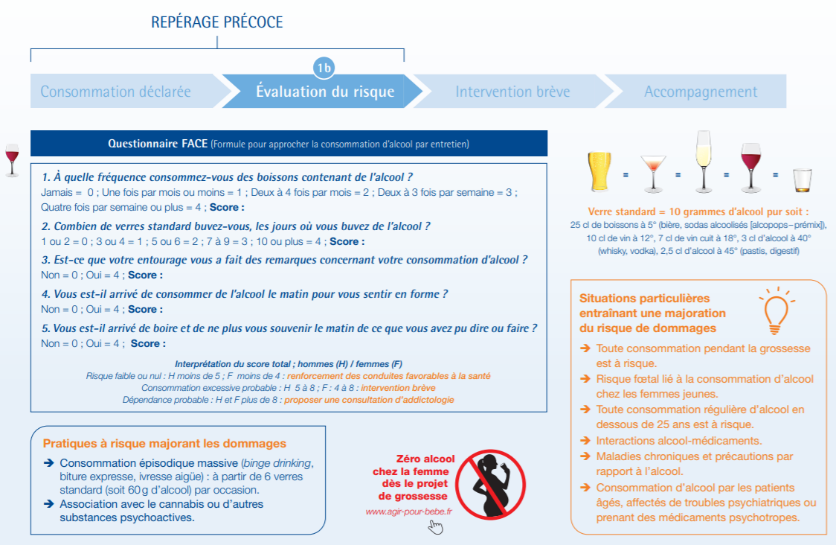 REPÉRAGE PRÉCOCE
1b
Consommation déclarée
Évaluation du risque
Intervention brève
Accompagnement
Questionnaire FACE (Formule pour approcher la consommation d'alcool par entretien)
1. À quelle fréquence consommez-vous des boissons contenant de l'alcool ?
Jamais = 0 ; Une fois par mois ou moins = 1 ; Deux à 4 fois par mois = 2 ; Deux à 3 fois par semaine = 3 ;
Quatre fois par semaine ou plus = 4 ; Score :
2. Combien de verres standard buvez-vous, les jours où vous buvez de l'alcool ?
1 ou 2 = 0 ; 3 ou 4 = 1 ; 5 ou 6 = 2 ; 7 à 9 = 3 ; 10 ou plus = 4 ; Score :
3. Est-ce que votre entourage vous a fait des remarques concernant votre consommation d'alcool ?
Non = 0 ; Oui = 4 ; Score :
4. Vous est-il arrivé de consommer de l'alcool le matin pour vous sentir en forme ?
Non = 0 ; Oui = 4 ; Score :
5. Vous est-il arrivé de boire et de ne plus vous souvenir le matin de ce que vous avez pu dire ou faire ?
Non = 0 ; Oui = 4 ; Score :
Interprétation du score total ; hommes (H) / femmes (F)
Risque faible ou nul : H moins de 5 ; F moins de 4 : renforcement des conduites favorables à la santé
Consommation excessive probable : H 5 à 8 ; F : 4 à 8 : intervention brève
Dépendance probable : H et F plus de 8 : proposer une consultation d'addictologie
= = = =
Verre standard = 10 grammes d'alcool pur soit :
25 cl de boissons à 5° (bière, sodas alcoolisés [alcopops–prémix]),
10 cl de vin à 12°, 7 cl de vin cuit à 18°, 3 cl d'alcool à 40°
(whisky, vodka), 2,5 cl d'alcool à 45° (pastis, digestif)
Situations particulières
entraînant une majoration
du risque de dommages
➔ Toute consommation pendant la grossesse
est à risque.
➔ Risque fœtal lié à la consommation d'alcool
chez les femmes jeunes.
➔ Toute consommation régulière d'alcool en
dessous de 25 ans est à risque.
➔ Interactions alcool-médicaments.
➔ Maladies chroniques et précautions par
rapport à l'alcool.
➔ Consommation d'alcool par les patients
âgés, affectés de troubles psychiatriques ou
prenant des médicaments psychotropes.
Pratiques à risque majorant les dommages
➔ Consommation épisodique massive (binge drinking,
biture expresse, ivresse aigüe) : à partir de 6 verres
standard (soit 60 g d'alcool) par occasion.
➔ Association avec le cannabis ou d'autres
substances psychoactives.
Zéro alcool
chez la femme
dès le projet
de grossesse
www.agir-pour-bebe.fr